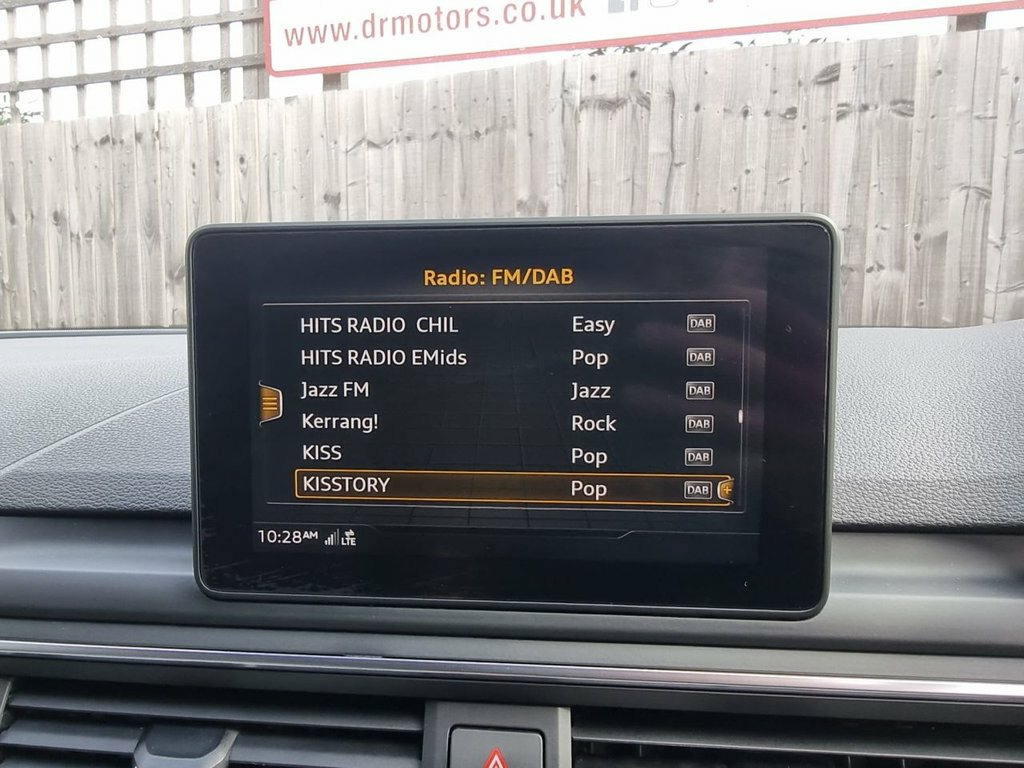 www.drmotors.co.uk
Radio: FM/DAB
HITS RADIO  CHIL Easy DAB
HITS RADIO EMids Pop DAB
Jazz FM Jazz DAB
Kerrang! Rock DAB
KISS Pop DAB
KISSTORY Pop DAB
10:28AM LTE